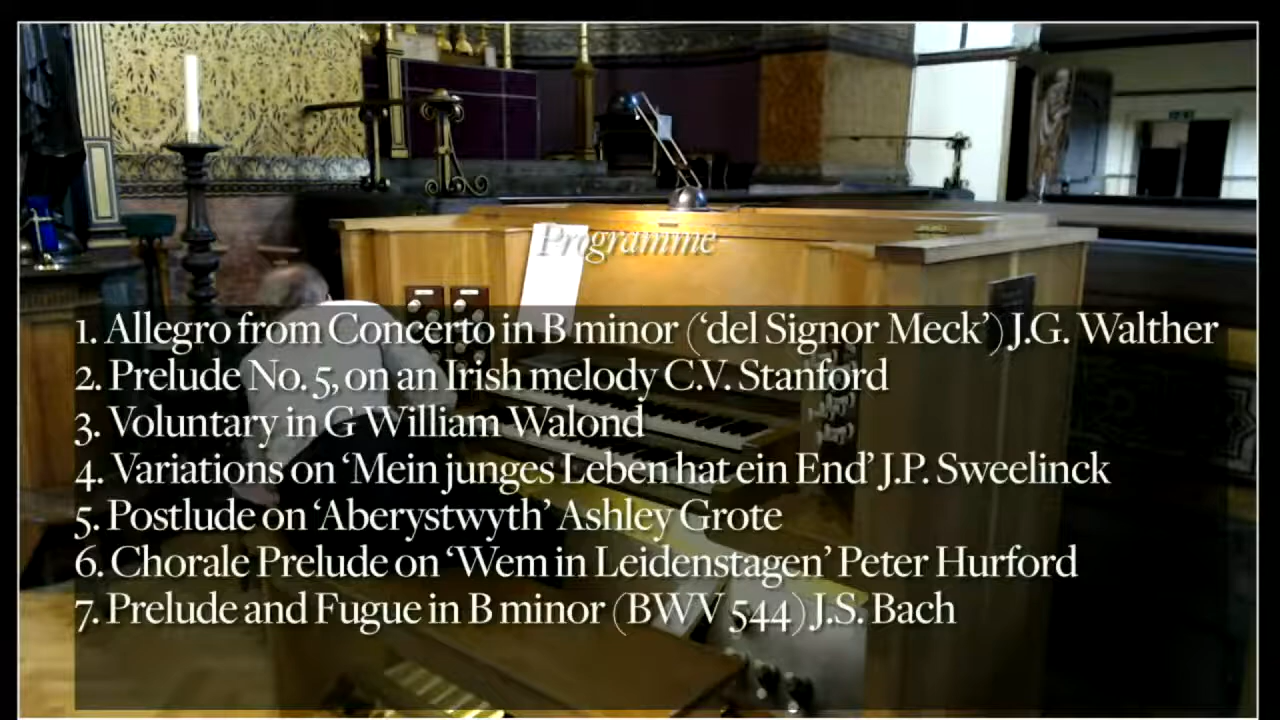 Programme
1. Allegro from Concerto in B minor (‘del Signor Meck’) J.G. Walther
2. Prelude No. 5, on an Irish melody C.V. Stanford
3. Voluntary in G William Walond
4. Variations on ‘Mein junges Leben hat ein End’ J.P. Sweelinck
5. Postlude on ‘Aberystwyth’ Ashley Grote
6. Chorale Prelude on ‘Wem in Leidenstagen’ Peter Hurford
7. Prelude and Fugue in B minor (BWV 544) J.S. Bach